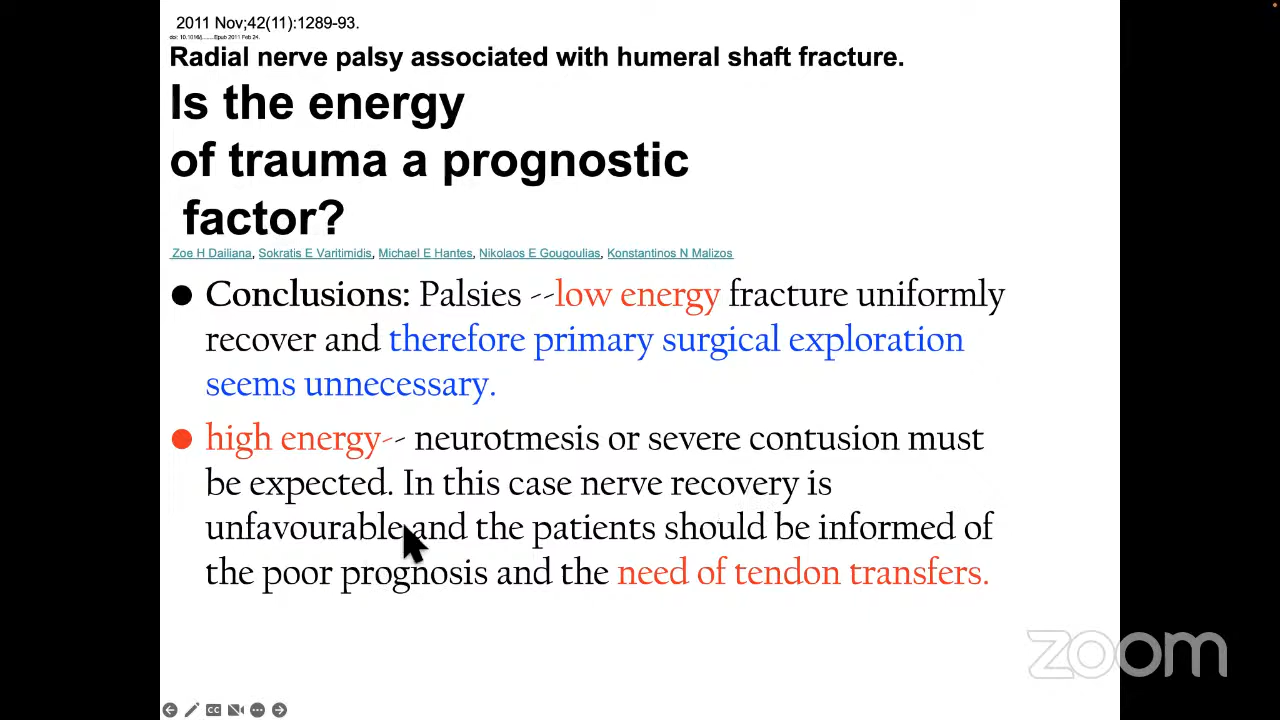 2011 Nov;42(11):1289-93.
Radial nerve palsy associated with humeral shaft fracture.
Is the energy
of trauma a prognostic
factor?
Zoe H Dailiana, Sokratis E Varitimidis, Michael E Hantes, Nikolaos E Gougoulias, Konstantinos N Malizos
● Conclusions: Palsies --low energy fracture uniformly
recover and therefore primary surgical exploration
seems unnecessary.
● high energy-- neurotmesis or severe contusion must
be expected. In this case nerve recovery is
unfavourable and the patients should be informed of
the poor prognosis and the need of tendon transfers.
zoom
CC